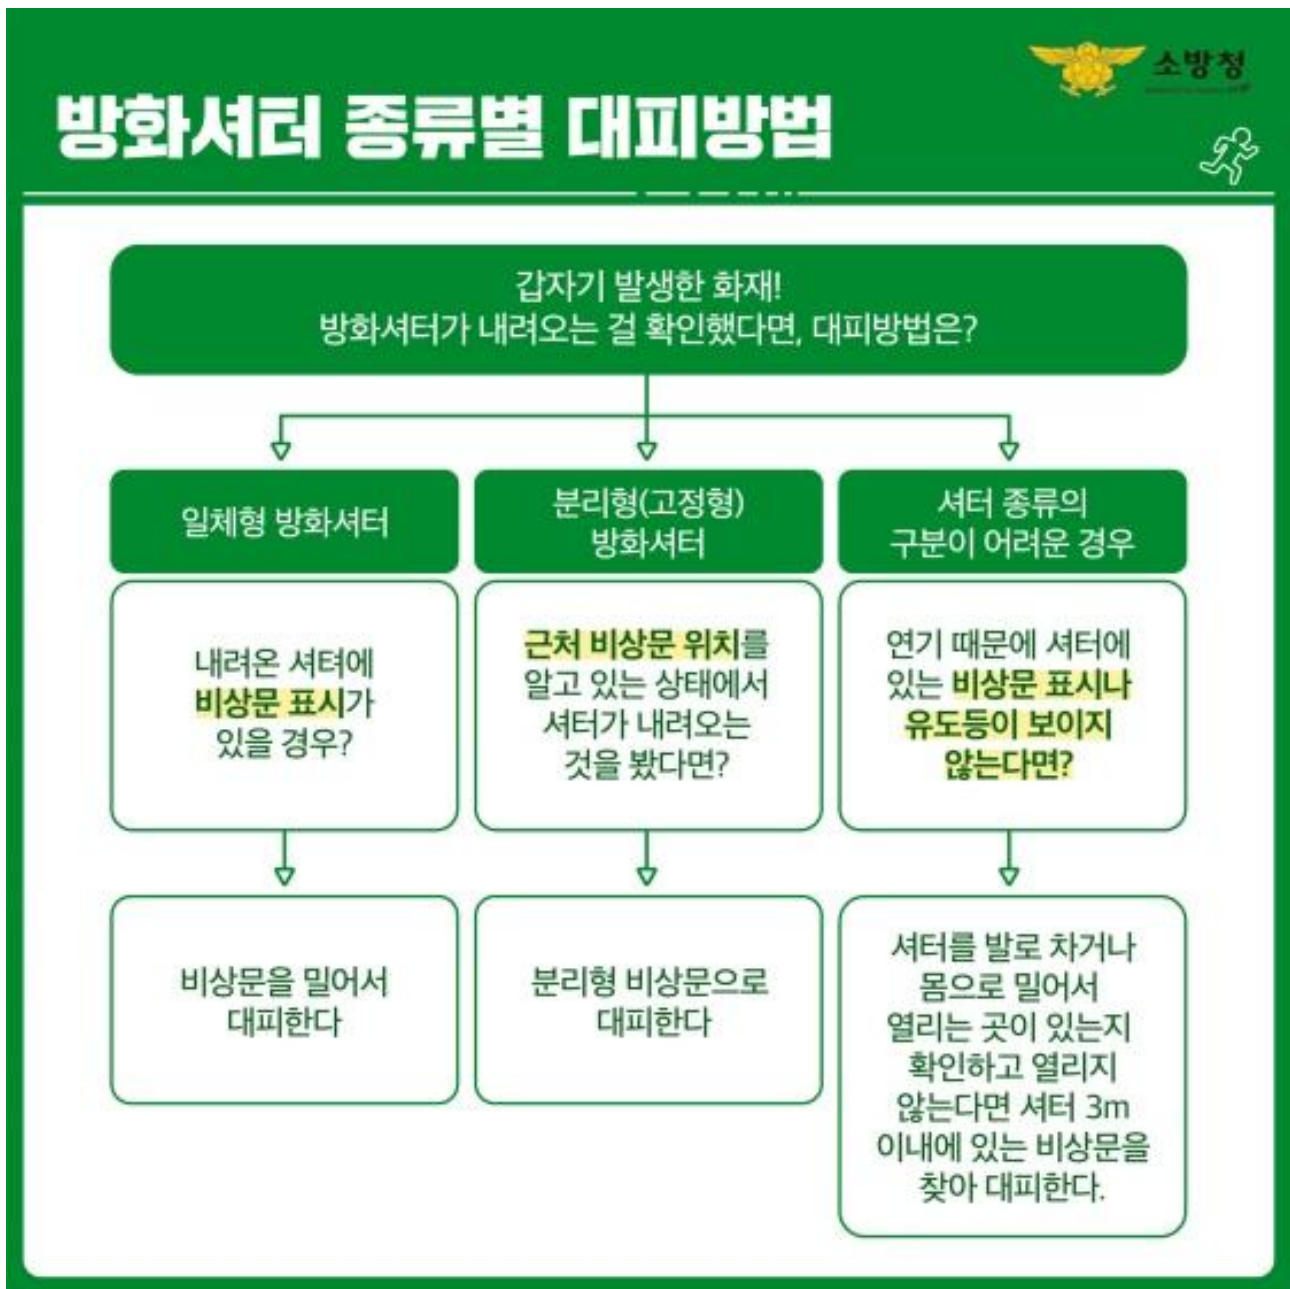 소방청
방화셔터 종류별 대피방법
갑자기 발생한 화재!
방화셔터가 내려오는 걸 확인했다면, 대피방법은?
일체형 방화셔터
내려온 셔터에
비상문 표시가
있을 경우?
비상문을 밀어서
대피한다
분리형(고정형)
방화셔터
근처 비상문 위치를
알고 있는 상태에서
셔터가 내려오는
것을 봤다면?
분리형 비상문으로
대피한다
셔터 종류의
구분이 어려운 경우
연기 때문에 셔터에
있는 비상문 표시나
유도등이 보이지
않는다면?
셔터를 발로 차거나
몸으로 밀어서
열리는 곳이 있는지
확인하고 열리지
않는다면 셔터 3m
이내에 있는 비상문을
찾아 대피한다.